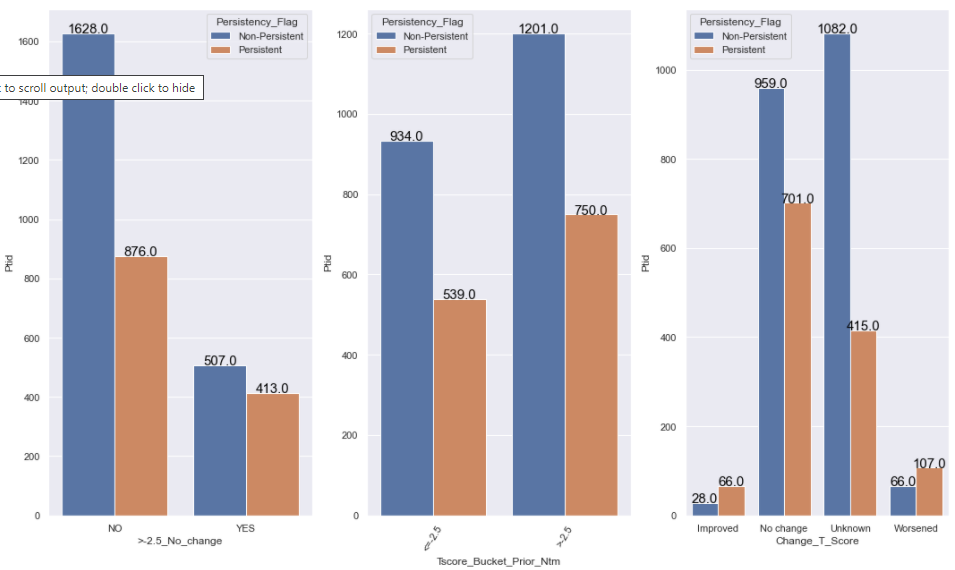 Persistency_Flag
Non-Persistent
Persistent
1628.0
876.0
507.0
413.0
1600
1400
1200
1000
800
600
400
200
0
Ptid
NO
YES
>-2.5_No_change
to scroll output; double click to hide
Persistency_Flag
Non-Persistent
Persistent
934.0
539.0
1201.0
750.0
1200
1000
800
600
400
200
0
Ptid
<=-2.5
>-2.5
Tscore_Bucket_Prior_Ntm
Persistency_Flag
Non-Persistent
Persistent
28.0
66.0
959.0
701.0
1082.0
415.0
66.0
107.0
1000
800
600
400
200
0
Ptid
Improved
No change
Unknown
Worsened
Change_T_Score